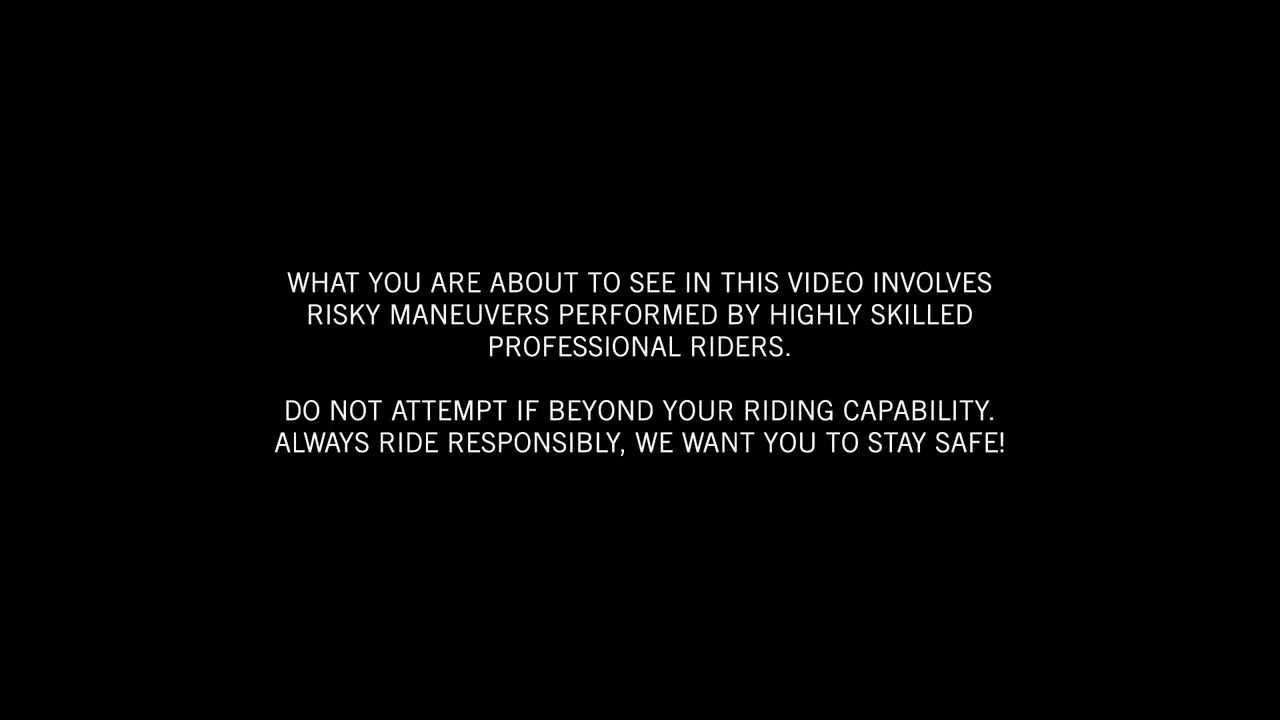 WHAT YOU ARE ABOUT TO SEE IN THIS VIDEO INVOLVES
RISKY MANEUVERS PERFORMED BY HIGHLY SKILLED
PROFESSIONAL RIDERS.
DO NOT ATTEMPT IF BEYOND YOUR RIDING CAPABILITY.
ALWAYS RIDE RESPONSIBLY, WE WANT YOU TO STAY SAFE!